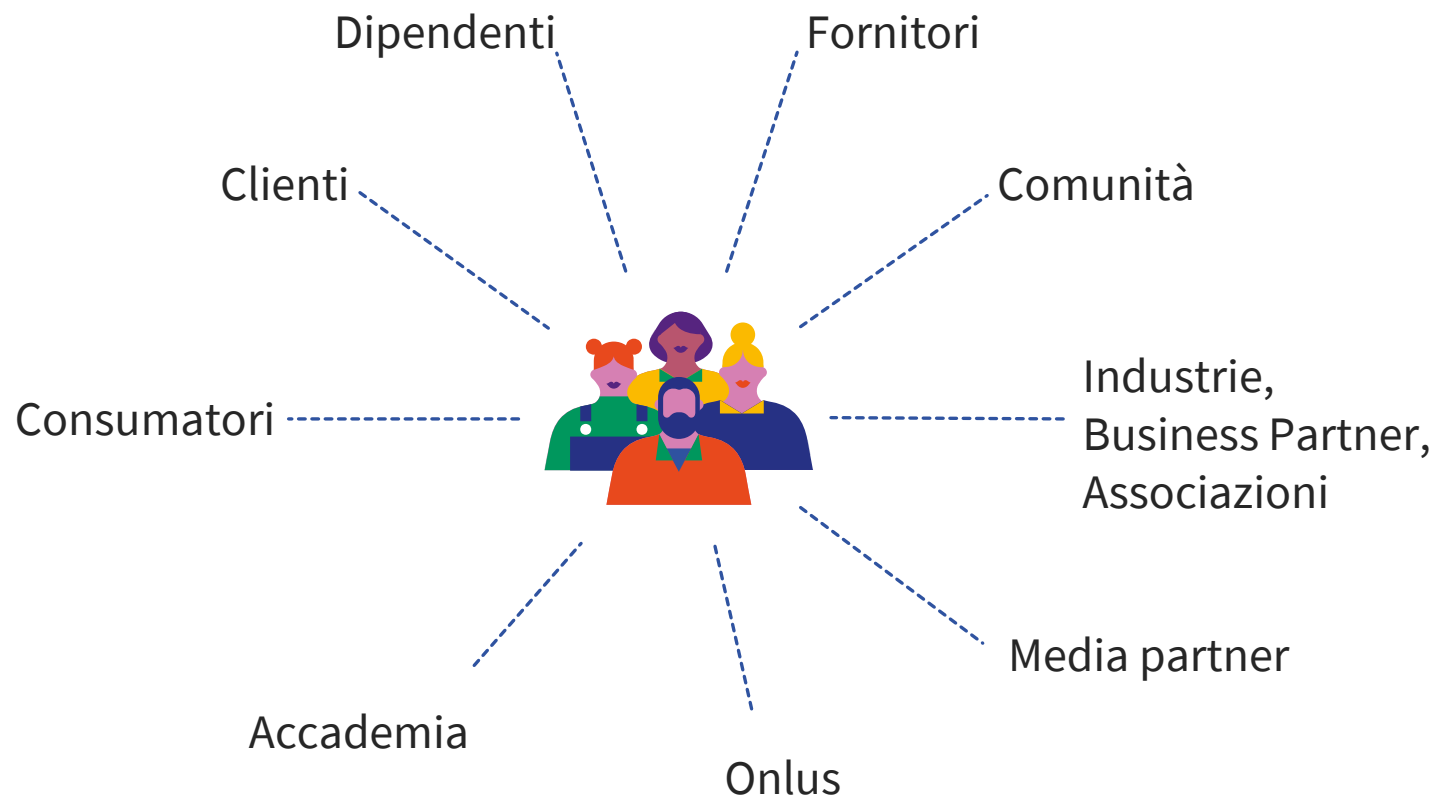 Dipendenti
Fornitori
Clienti
Comunità
Consumatori
Industrie,
Business Partner,
Associazioni
Media partner
Accademia
Onlus